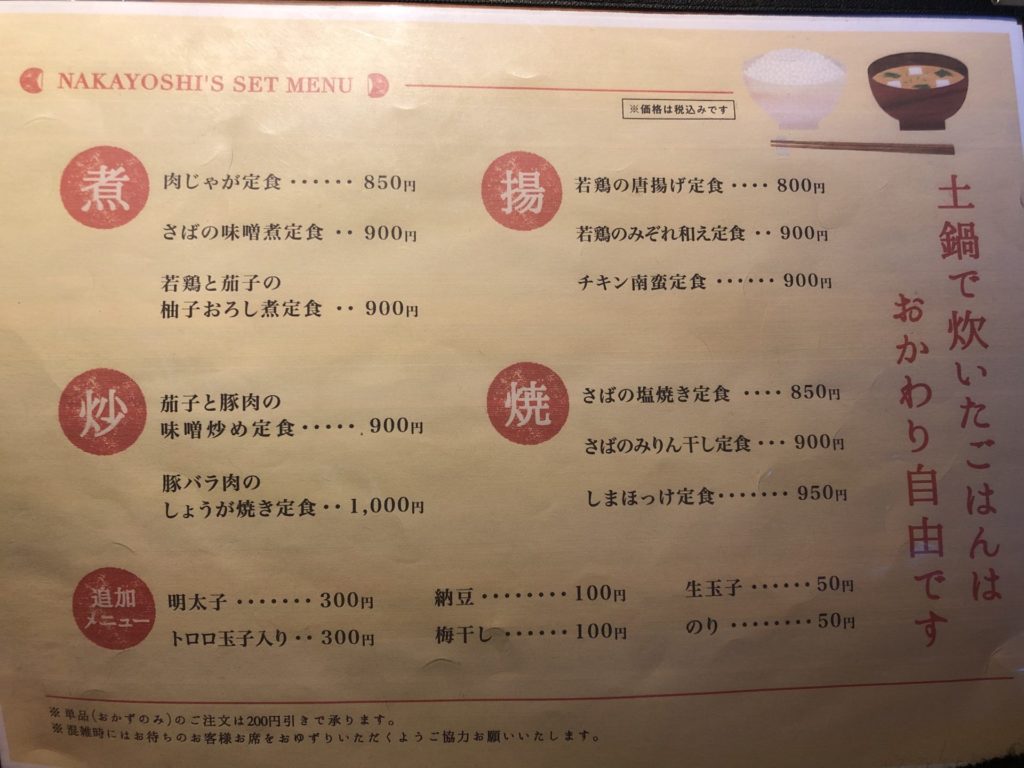 NAKAYOSHI'S SET MENU
※価格は税込みです
煮
肉じゃが定食 ‥‥‥ 850円
さばの味噌煮定食 ‥ 900円
若鶏と茄子の
柚子おろし煮定食 ‥ 900円
揚
若鶏の唐揚げ定食 ‥‥ 800円
若鶏のみぞれ和え定食 ‥ 900円
チキン南蛮定食 ‥‥‥ 900円
炒
茄子と豚肉の
味噌炒め定食 ‥‥・ 900円
豚バラ肉の
しょうが焼き定食 ‥ 1,000円
焼
さばの塩焼き定食 ‥‥ 850円
さばのみりん干し定食 ‥・ 900円
しまほっけ定食 ‥‥‥・ 950円
追加
メニュー
明太子 ‥‥‥・ 300円
トロロ玉子入り ‥ 300円
納豆 ‥‥‥‥・ 100円
梅干し ‥‥‥ 100円
生玉子 ‥‥‥・ 50円
のり ‥‥‥‥ 50円
土鍋で炊いたごはんは
おかわり自由です
※単品(おかずのみ)のご注文は200円引きで承ります。
※混雑時にはお待ちのお客様お席をおゆずりいただくようご協力お願いいたします。